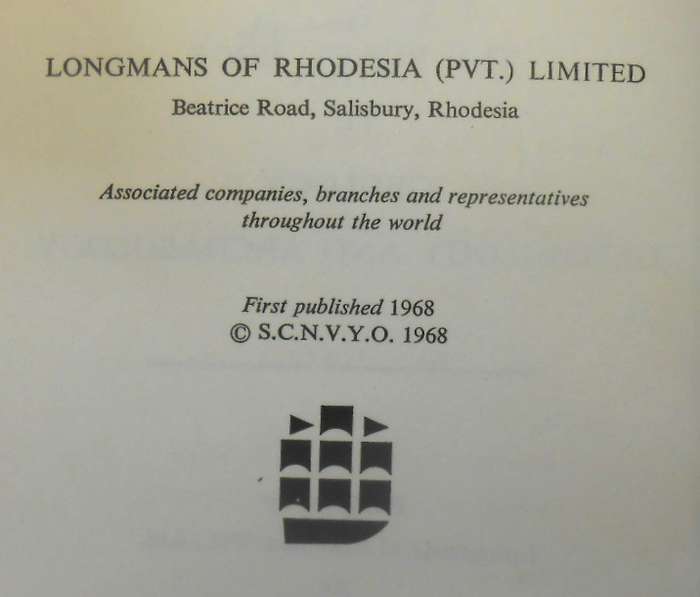 LONGMANS OF RHODESIA (PVT.) LIMITED
Beatrice Road, Salisbury, Rhodesia
Associated companies, branches and representatives
throughout the world
First published 1968
© S.C.N.V.Y.O. 1968